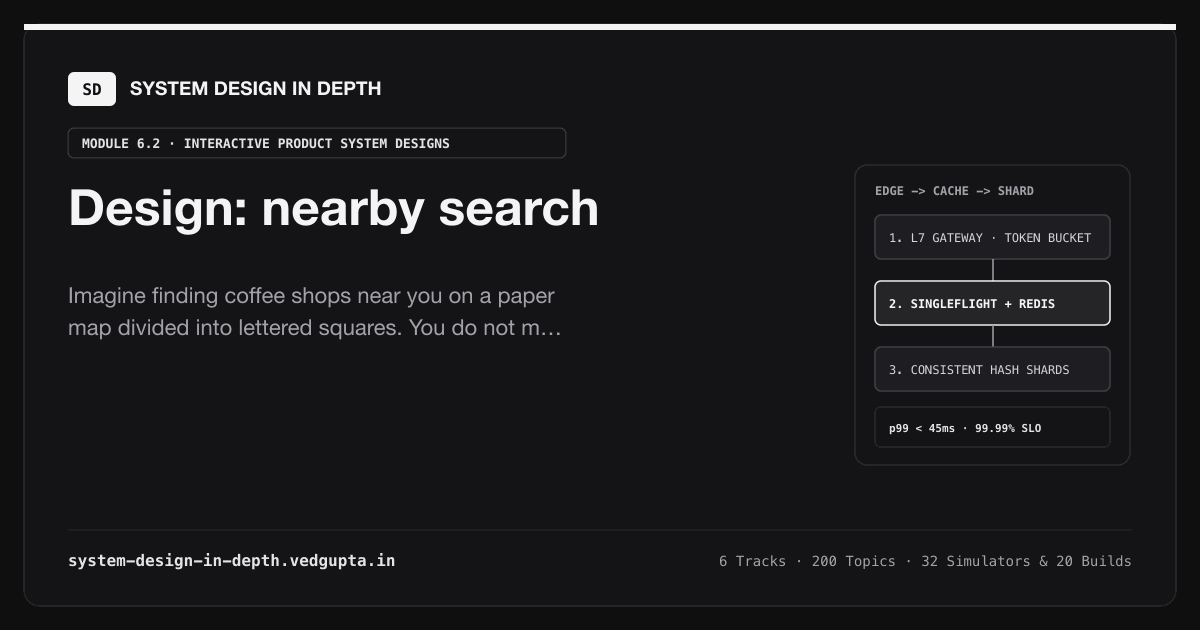 SD
SYSTEM DESIGN IN DEPTH
MODULE 6.2 · INTERACTIVE PRODUCT SYSTEM DESIGNS
Design: nearby search
Imagine finding coffee shops near you on a paper
map divided into lettered squares. You do not m…
EDGE —> CACHE —> SHARD
1. L7 GATEWAY · TOKEN BUCKET
2. SINGLEFLIGHT + REDIS
3. CONSISTENT HASH SHARDS
p99 < 45ms · 99.99% SLO
system-design-in-depth.vedgupta.in
6 Tracks · 200 Topics · 32 Simulators & 20 Builds